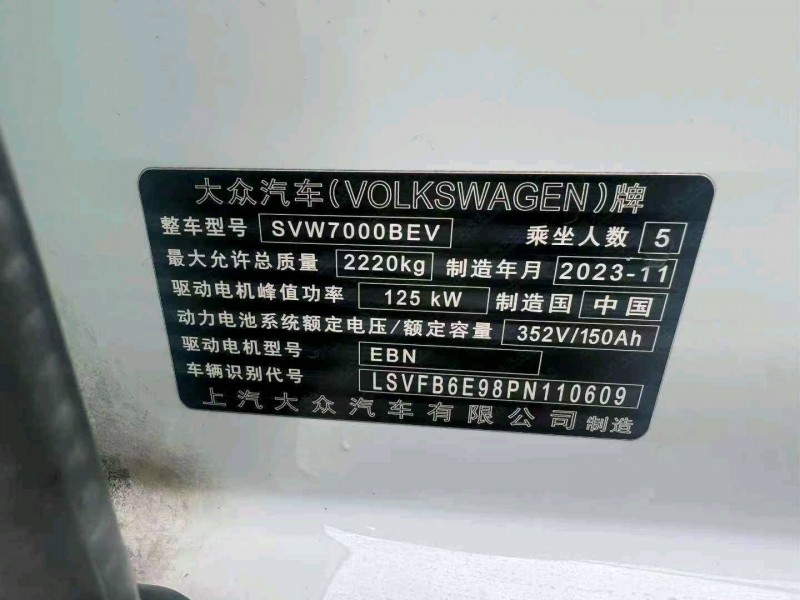 大众汽车(VOLKSWAGEN)牌
整车型号 SVW7000BEV 乘坐人数 5
最大允许总质量 2220kg 制造年月 2023-11
驱动电机峰值功率 125 kW 制造国 中国
动力电池系统额定电压/额定容量 352V/150Ah
驱动电机型号 EBN
车辆识别代号 LSVFB6E98PN110609
上汽大众汽车有限公司制造